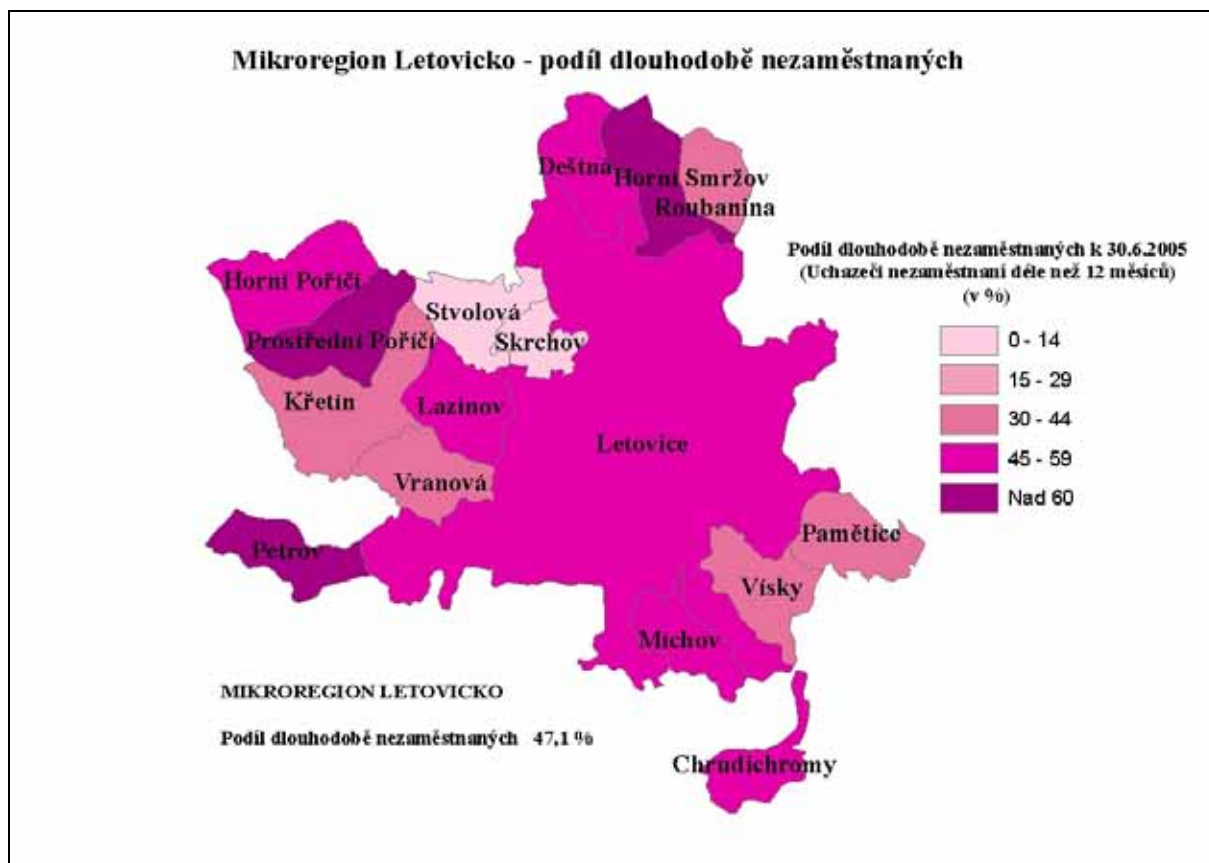 Mikroregion Letovicko - podíl dlouhodobě nezaměstnaných
Deštná
Horní Smržov
Roubanina
Podíl dlouhodobě nezaměstnaných k 30.6.2005
(Uchazeči nezaměstnaní déle než 12 měsíců)
(v %)
Horní Poříčí
Stvolová
Prostřední Poříčí
Skrchov
0 - 14
15 - 29
Křetín
Lazinov
30 - 44
Letovice
45 - 59
Vranová
Nad 60
Pamětice
Petrov
Vísky
Míchov
MIKROREGION LETOVICKO
Podíl dlouhodobě nezaměstnaných 47,1 %
Chrudichromy